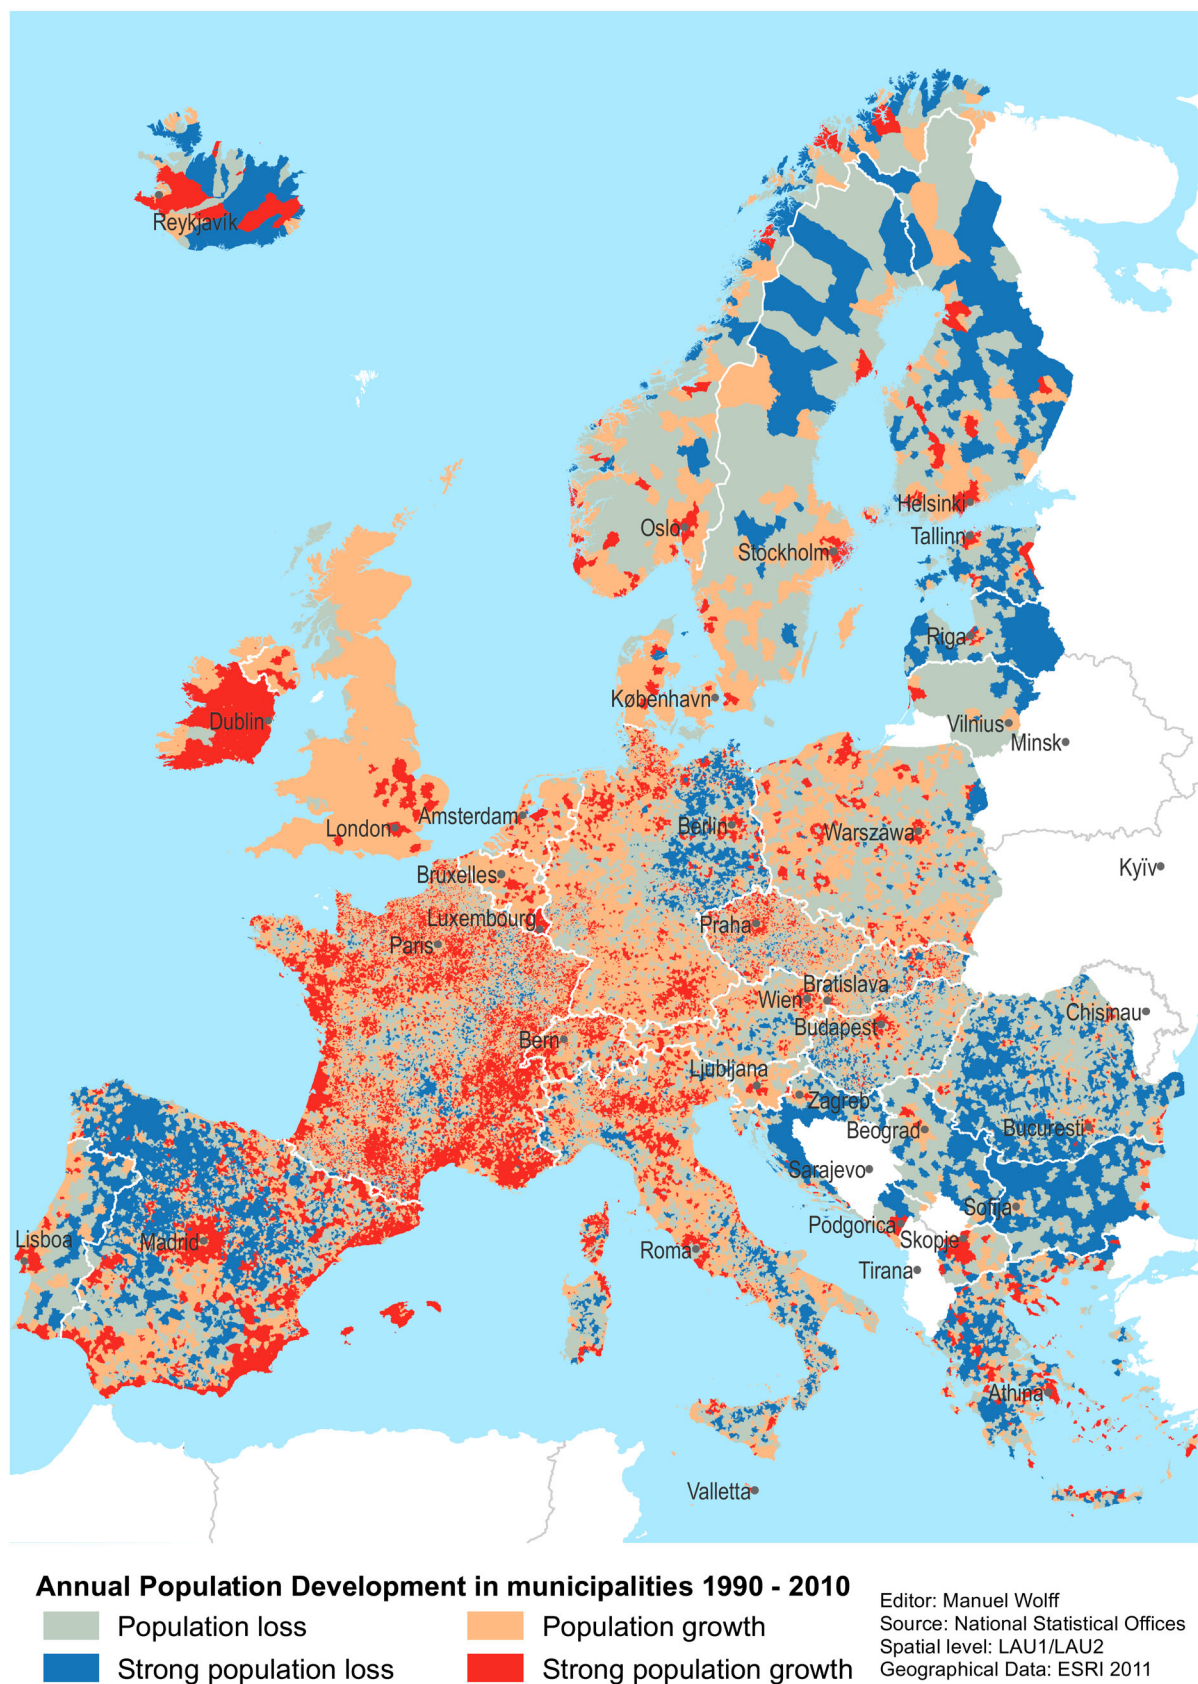 Reykjavík
Helsinki
Oslo
Stockholm
Tallinn
Riga
København
Dublin
Vilnius
Minsk
Amsterdam
London
Berlin
Warszawa
Kyïv
Bruxelles
Luxembourg
Paris
Praha
Wien
Bratislava
Budapest
Chisinau
Bern
Ljubljana
Zagreb
Beograd
Bucuresti
Sarajevo
Sofija
Podgorica
Skopje
Lisboa
Madrid
Roma
Tirana
Athina
Valletta
Annual Population Development in municipalities 1990 - 2010
Population loss
Population growth
Strong population loss
Strong population growth
Editor: Manuel Wolff
Source: National Statistical Offices
Spatial level: LAU1/LAU2
Geographical Data: ESRI 2011